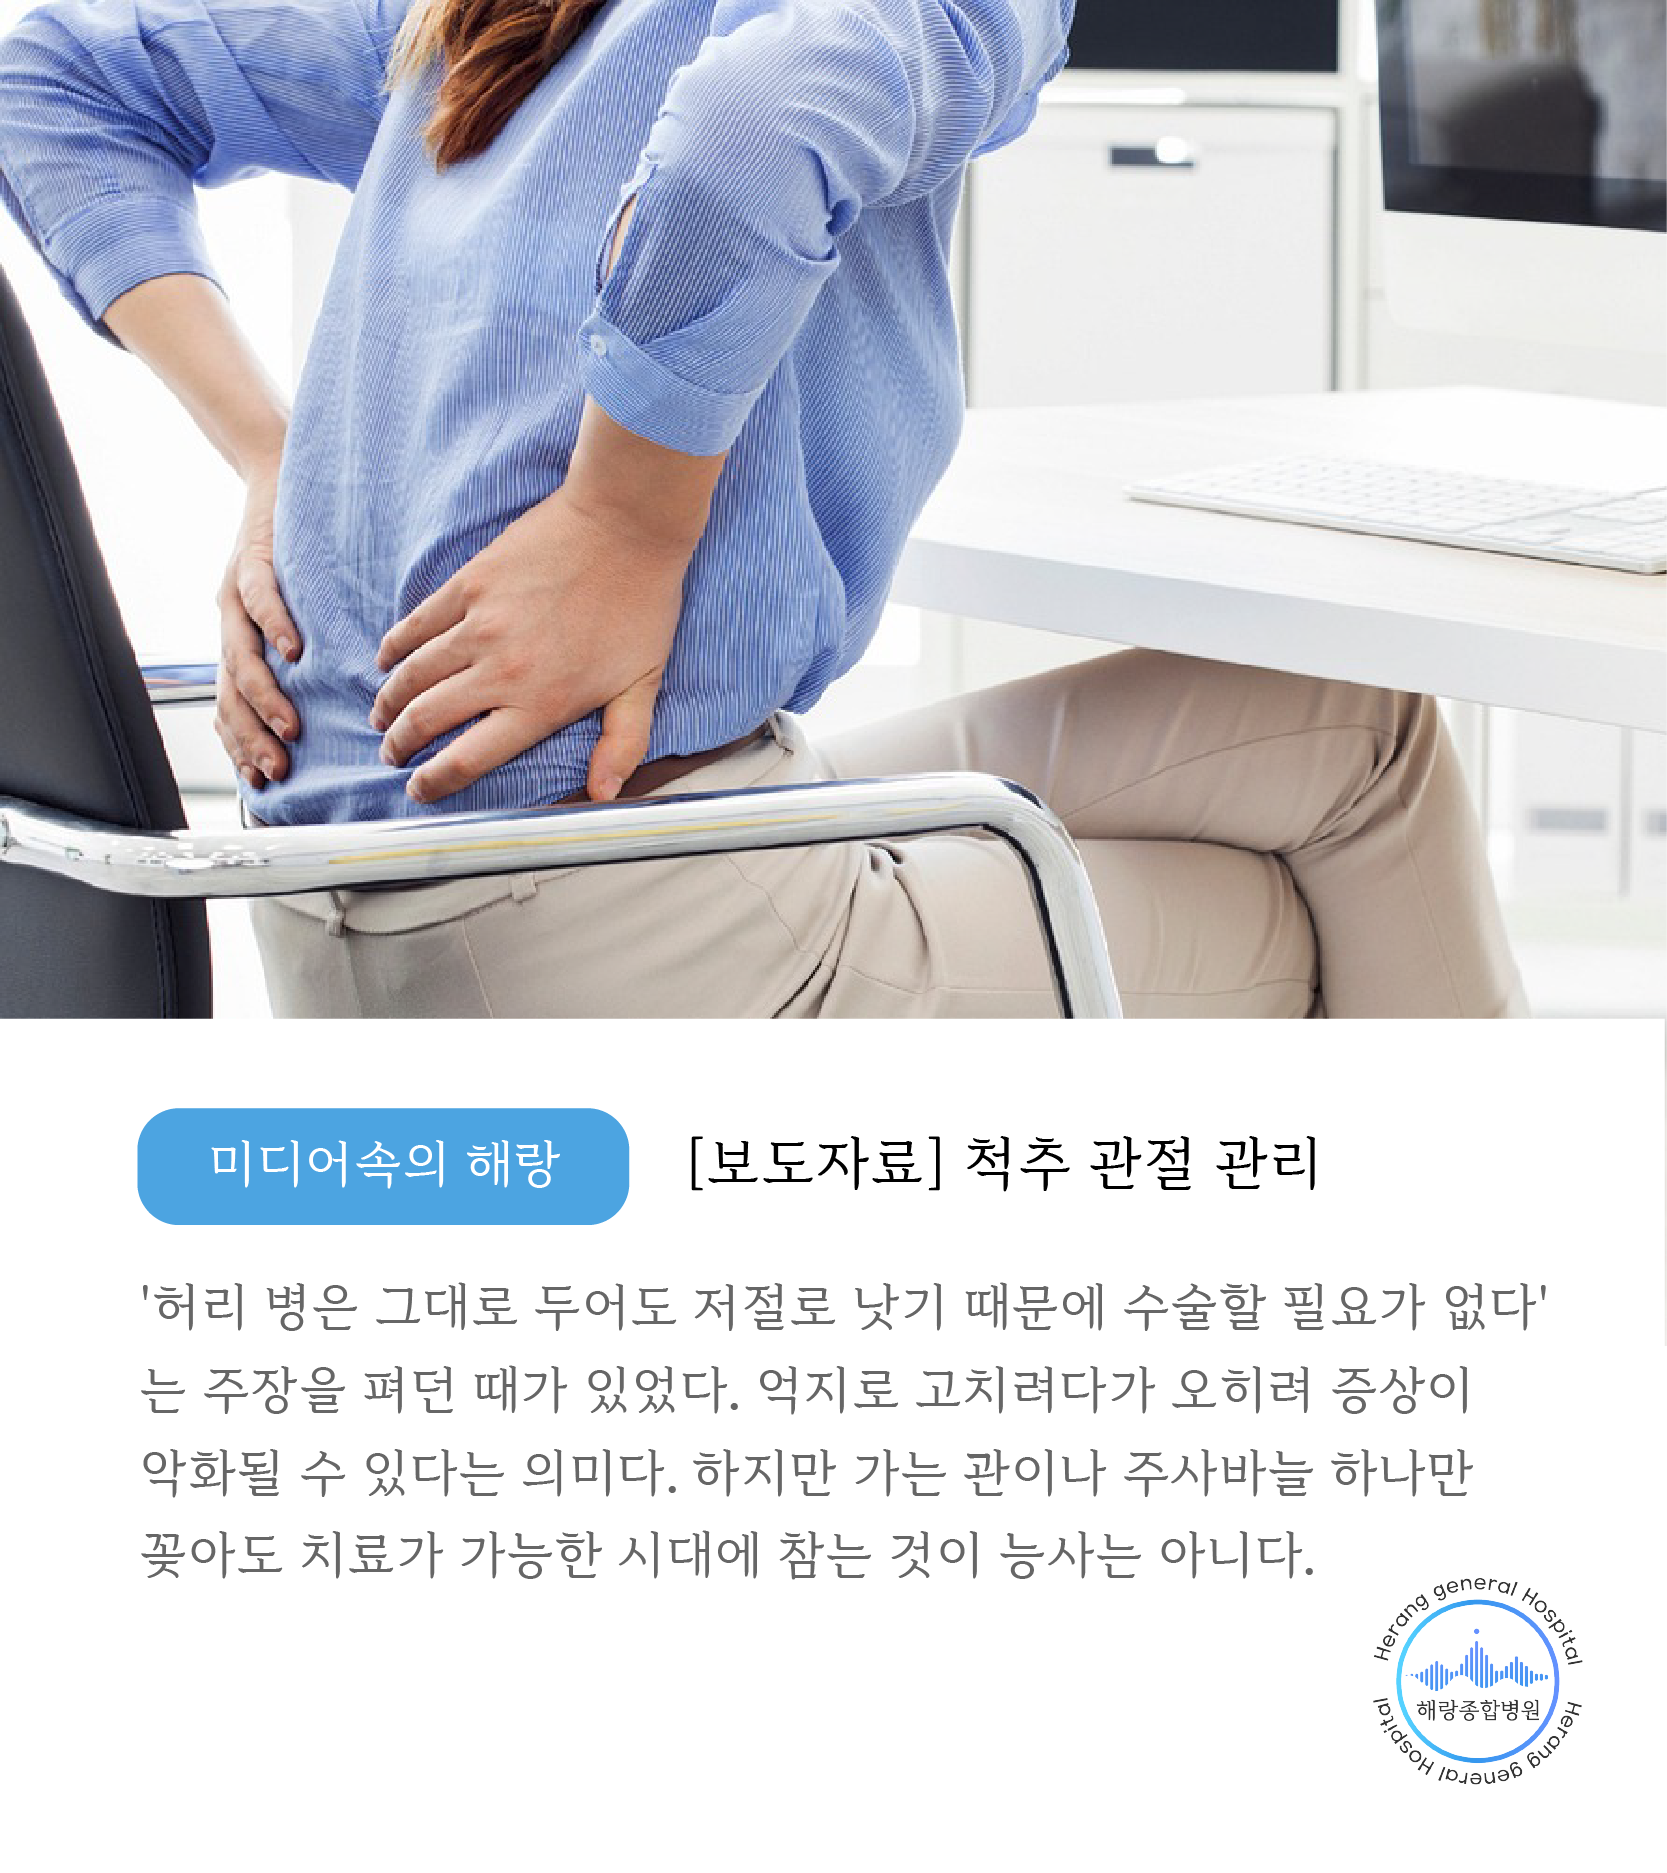 미디어속의 해랑
[보도자료] 척추 관절 관리
'허리 병은 그대로 두어도 저절로 낫기 때문에 수술할 필요가 없다'
는 주장을 펴던 때가 있었다. 억지로 고치려다가 오히려 증상이
악화될 수 있다는 의미다. 하지만 가는 관이나 주사바늘 하나만
꽂아도 치료가 가능한 시대에 참는 것이 능사는 아니다.
Herang general Hospital
해랑종합병원
Herang general Hospital